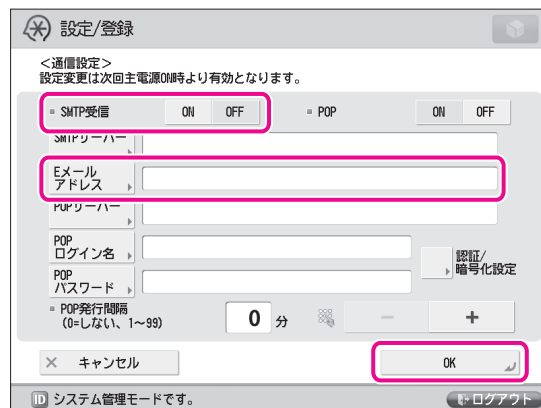 設定/登録
<通信設定>
設定変更は次回主電源ON時より有効となります。
SMTP受信 ON OFF POP ON OFF
SMTPサーバー
Eメール
アドレス
POPサーバー
POP
ログイン名
認証/
暗号化設定
POP
パスワード
POP発行間隔
(0=しない、1~99)
0 分 - +
× キャンセル OK
ID システム管理モードです。 ログアウト